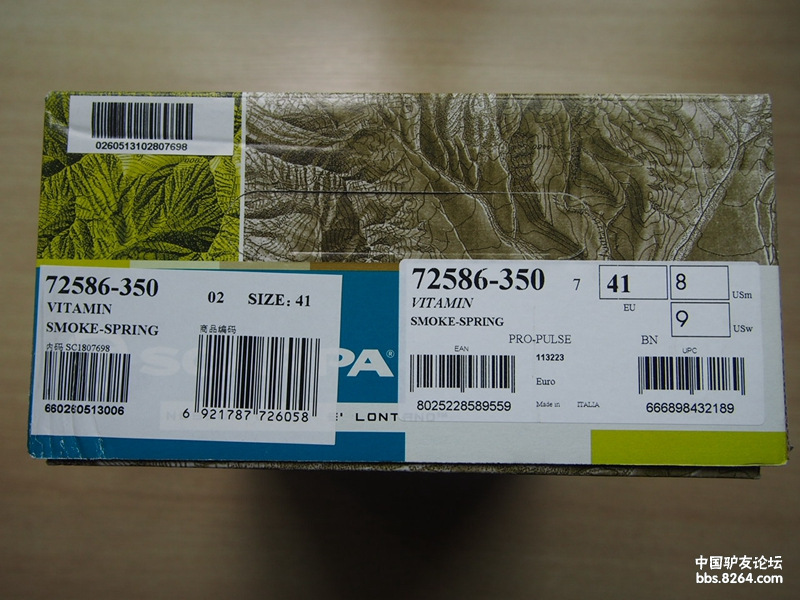 0260513102807698
72586-350
VITAMIN
SMOKE-SPRING
02 SIZE: 41
内码 SC1807698
商品编码
660260513006
6 921787 726058
72586-350
VITAMIN
SMOKE-SPRING
7
41
EU
8
USm
9
USw
PRO-PULSE
BN
EAN
113223
Euro
Made in ITALIA
8025228589559
UPC
666898432189
PA®
LONT
中国驴友论坛
bbs.8264.com